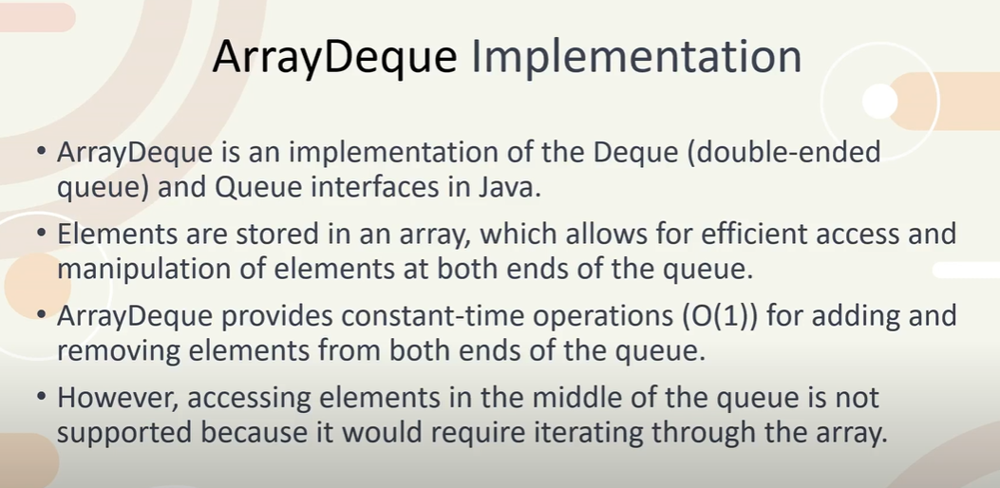 ArrayDeque Implementation
• ArrayDeque is an implementation of the Deque (double-ended
queue) and Queue interfaces in Java.
• Elements are stored in an array, which allows for efficient access and
manipulation of elements at both ends of the queue.
• ArrayDeque provides constant-time operations (O(1)) for adding and
removing elements from both ends of the queue.
• However, accessing elements in the middle of the queue is not
supported because it would require iterating through the array.